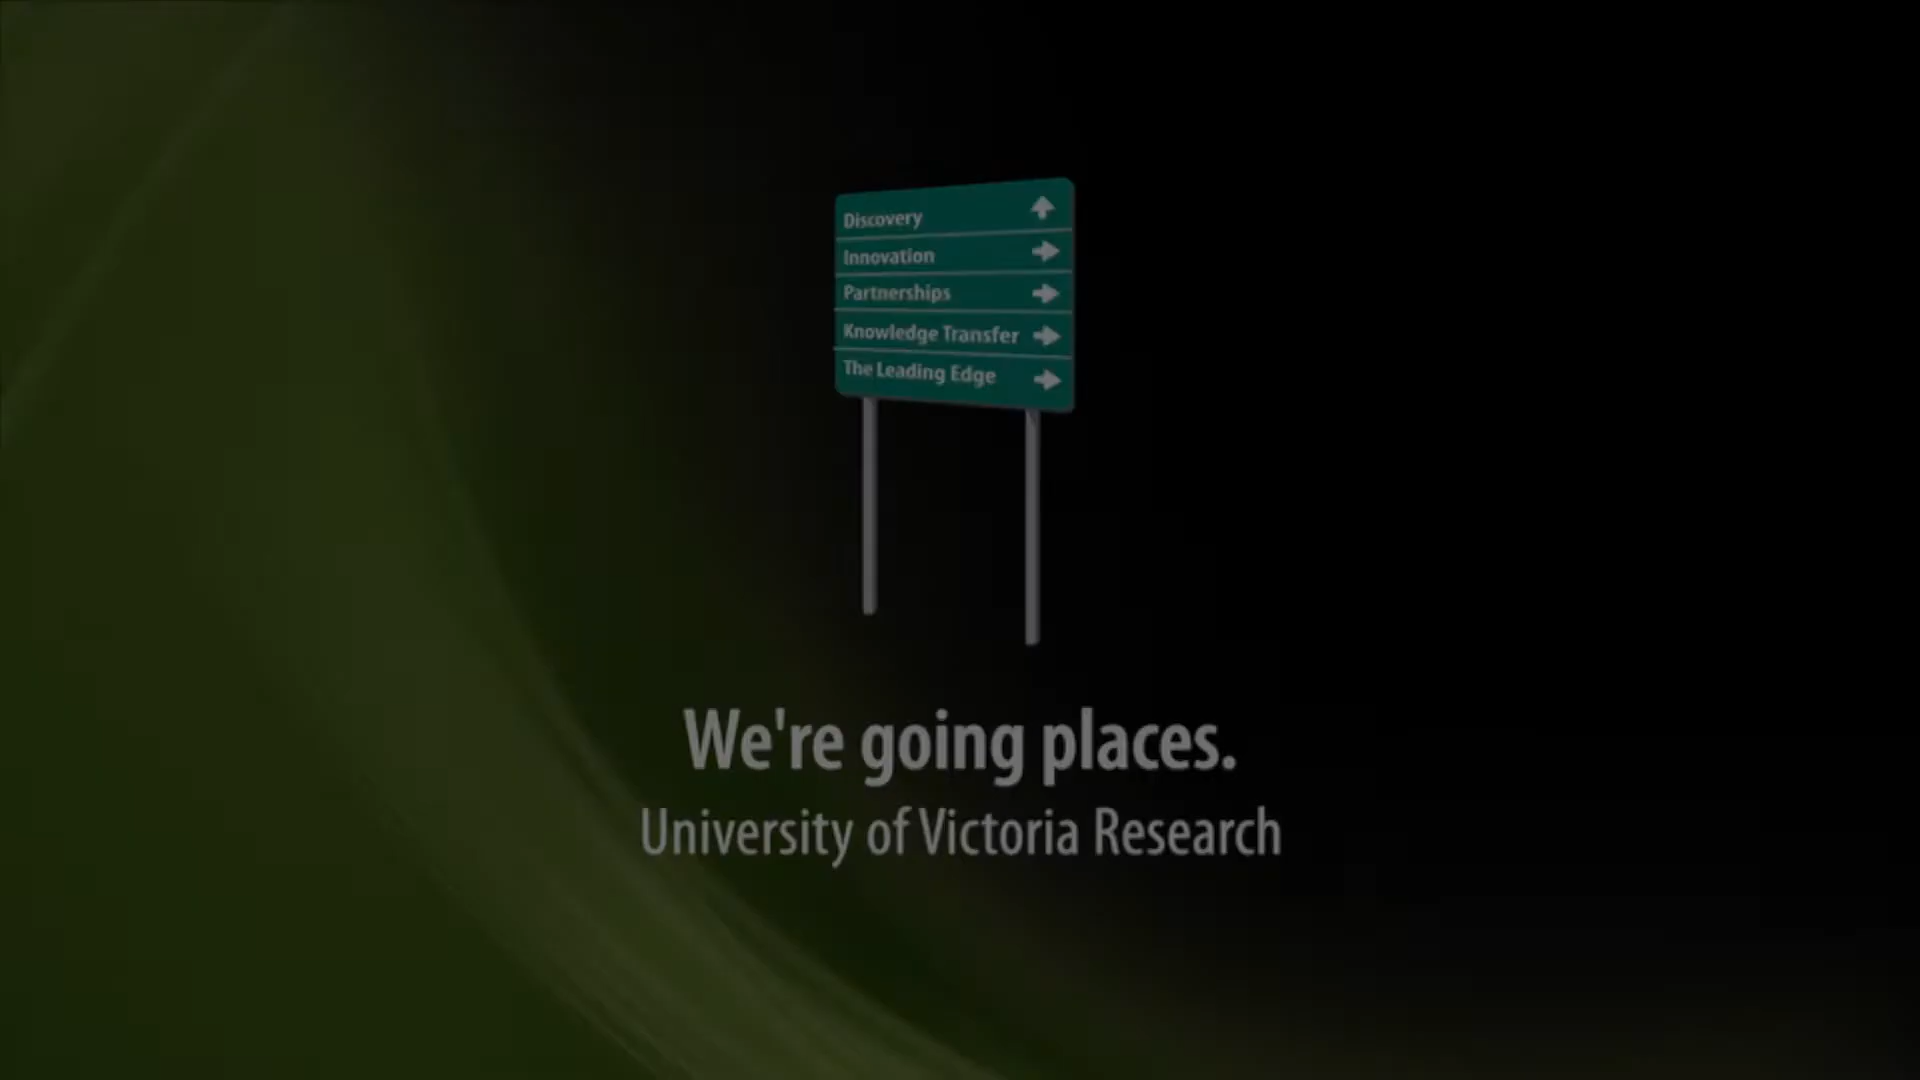 Discovery
Innovation
Partnerships
Knowledge Transfer
The Leading Edge
We're going places.
University of Victoria Research